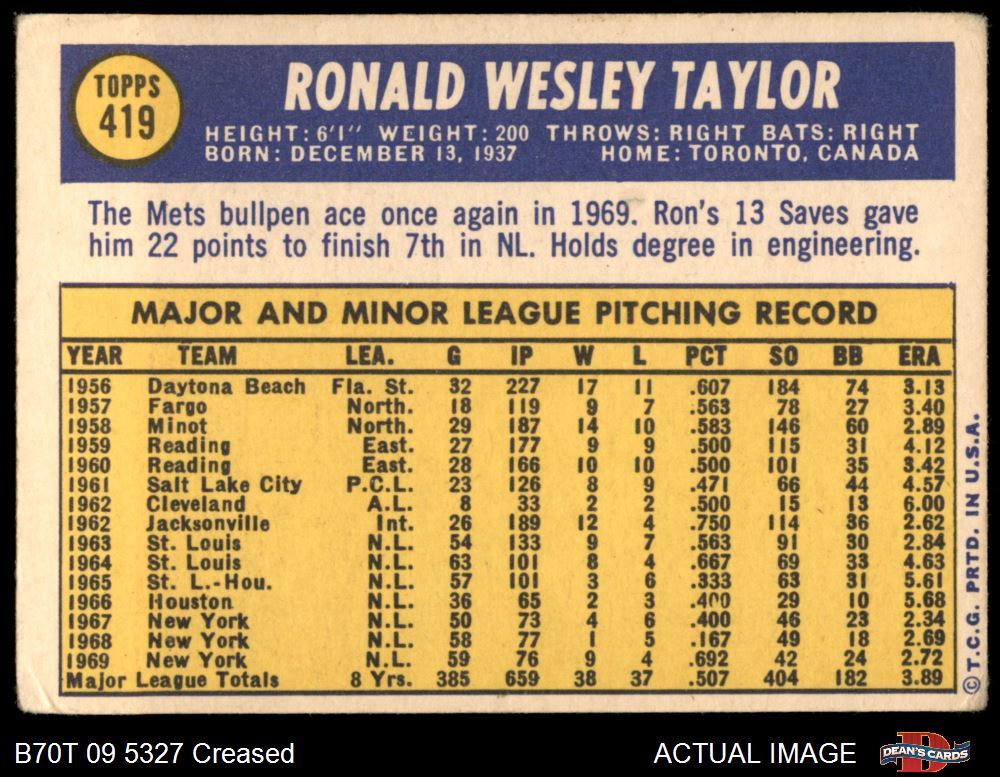 TOPPS
419
RONALD WESLEY TAYLOR
HEIGHT: 6'1" WEIGHT: 200 THROWS: RIGHT BATS: RIGHT
BORN: DECEMBER 13, 1937 HOME: TORONTO, CANADA
The Mets bullpen ace once again in 1969. Ron's 13 Saves gave
him 22 points to finish 7th in NL. Holds degree in engineering.
MAJOR AND MINOR LEAGUE PITCHING RECORD
YEAR TEAM LEA. G IP W L PCT SO BB ERA
1956 Daytona Beach Fla. St. 32 227 17 11 .607 184 74 3.13
1957 Fargo North. 18 119 9 7 .563 78 27 3.40
1958 Minot North. 29 187 14 10 .583 146 60 2.89
1959 Reading East. 27 177 9 9 .500 115 31 4.12
1960 Reading East. 28 166 10 10 .500 101 35 3.42
1961 Salt Lake City P.C.L. 23 126 8 9 .471 66 44 4.57
1962 Cleveland A.L. 8 33 2 2 .500 15 13 6.00
1962 Jacksonville Int. 26 189 12 4 .750 114 36 2.62
1963 St. Louis N.L. 54 133 9 7 .563 91 30 2.84
1964 St. Louis N.L. 63 101 8 4 .667 69 33 4.63
1965 St. L.-Hou. N.L. 57 101 3 6 .333 63 31 5.61
1966 Houston N.L. 36 65 2 3 .400 29 10 5.68
1967 New York N.L. 50 73 4 6 .400 46 23 2.34
1968 New York N.L. 58 77 1 5 .167 49 18 2.69
1969 New York N.L. 59 76 9 4 .692 42 24 2.72
Major League Totals 8 Yrs. 385 659 38 37 .507 404 182 3.89
© T.C.G. PRTD. IN U.S.A.
B70T 09 5327 Creased
ACTUAL IMAGE
DEAN'S CARDS